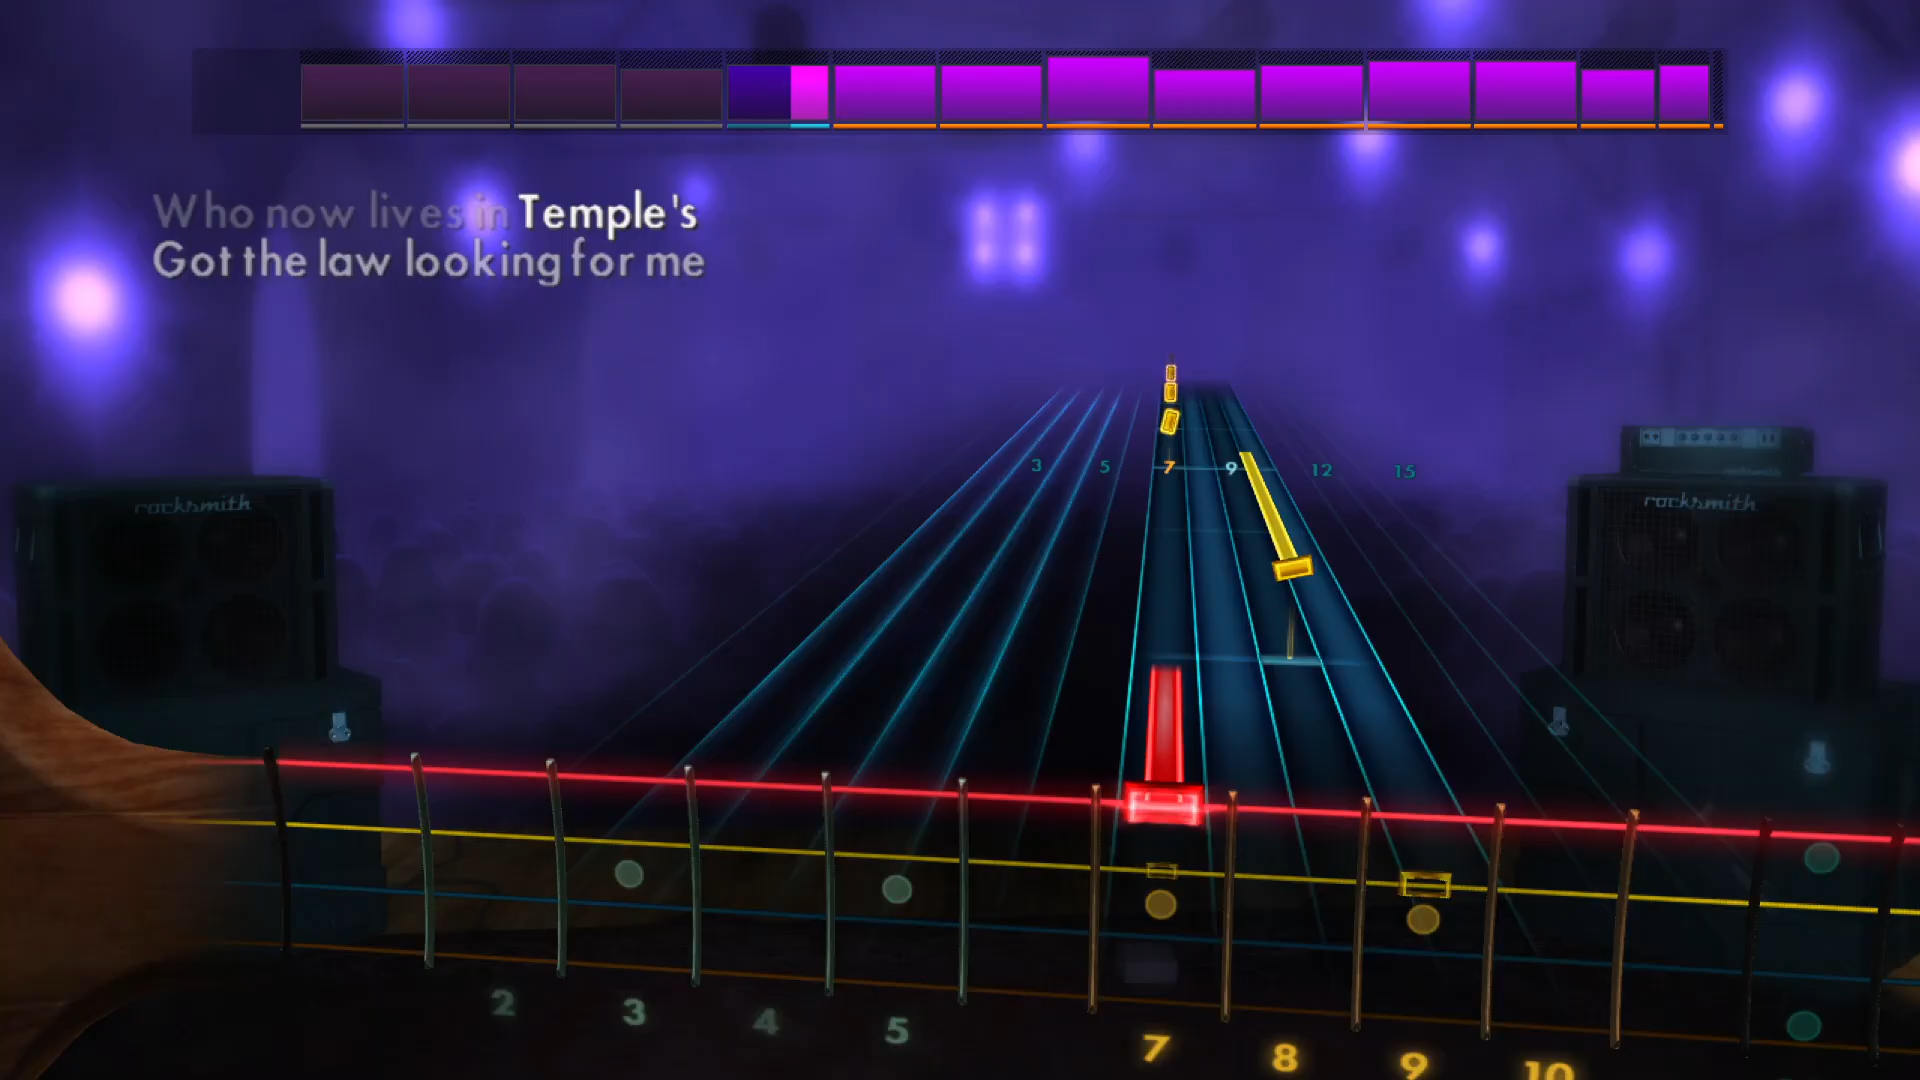 Who now lives in Temple's
Got the law looking for me
3 5 7 9 12 15
rocksmith
rocksmith
2 3 4 5 7 8 9 10